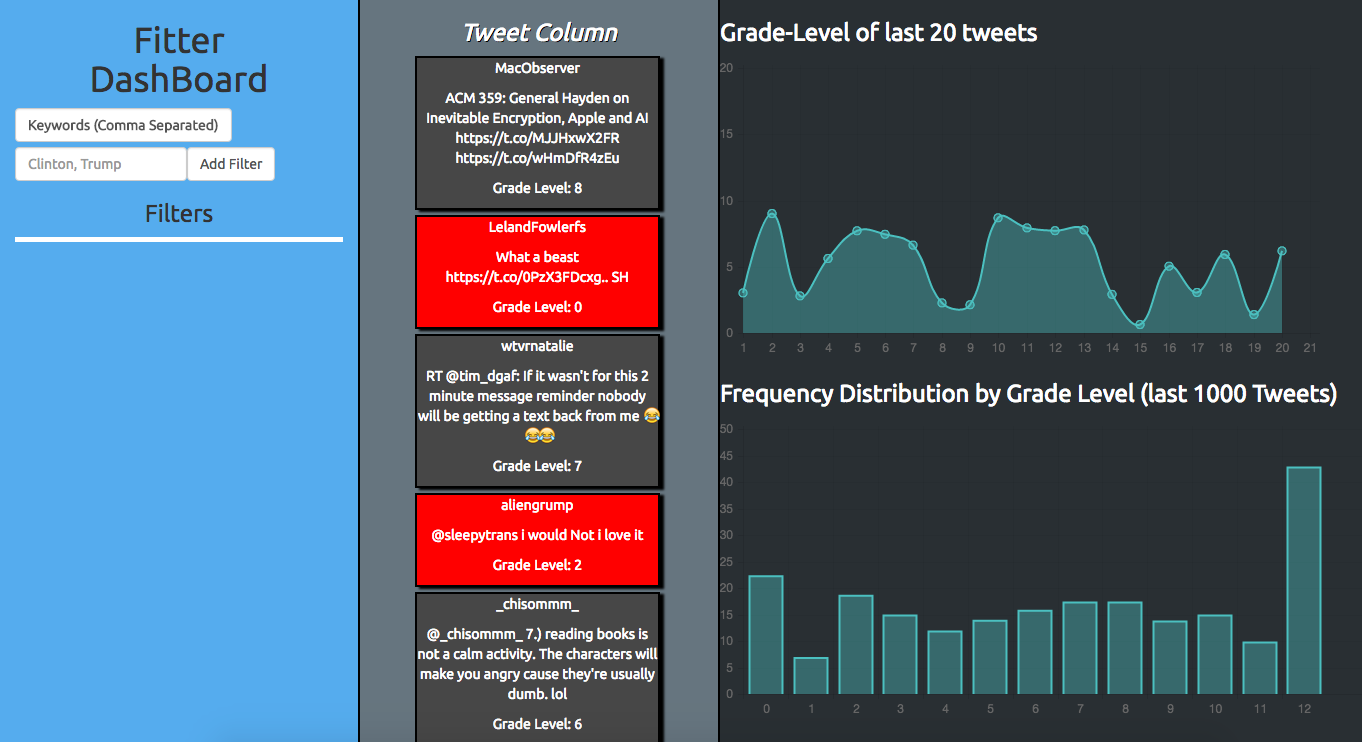 Fitter
DashBoard
Keywords (Comma Separated)
Clinton, Trump
Add Filter
Filters
Tweet Column
MacObserver
ACM 359: General Hayden on
Inevitable Encryption, Apple and AI
https://t.co/MJJHxwX2FR
https://t.co/wHmDfR4zEu
Grade Level: 8
LelandFowlerfs
What a beast
https://t.co/0PzX3FDcxg.. SH
Grade Level: 0
wtvrnatalie
RT @tim_dgaf: If it wasn't for this 2
minute message reminder nobody
will be getting a text back from me 😂
😂😂
Grade Level: 7
aliengrump
@sleepytrans i would Not i love it
Grade Level: 2
_chisommm_
@_chisommm_ 7.) reading books is
not a calm activity. The characters will
make you angry cause they're usually
dumb. lol
Grade Level: 6
Grade-Level of last 20 tweets
20
15
10
5
0
1 2 3 4 5 6 7 8 9 10 11 12 13 14 15 16 17 18 19 20 21
Frequency Distribution by Grade Level (last 1000 Tweets)
50
45
40
35
30
25
20
15
10
5
0
0 1 2 3 4 5 6 7 8 9 10 11 12